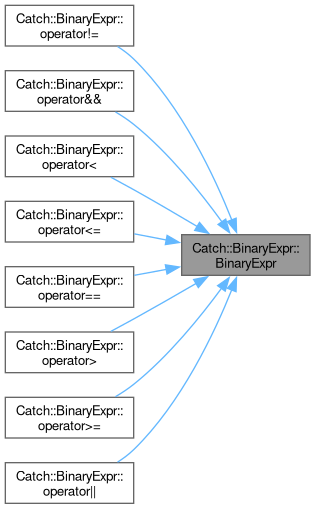 Catch::BinaryExpr::
operator!=
Catch::BinaryExpr::
operator&&
Catch::BinaryExpr::
operator<
Catch::BinaryExpr::
operator<=
Catch::BinaryExpr::
BinaryExpr
Catch::BinaryExpr::
operator==
Catch::BinaryExpr::
operator>
Catch::BinaryExpr::
operator>=
Catch::BinaryExpr::
operator||